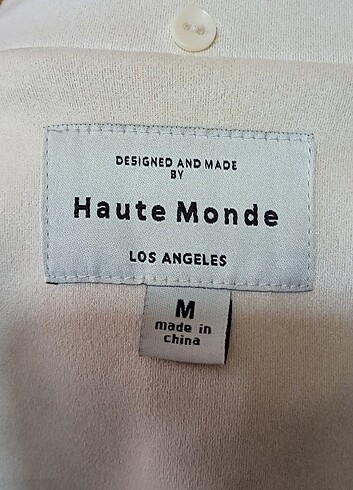 DESIGNED AND MADE
BY
Haute Monde
LOS ANGELES
M
made in
china